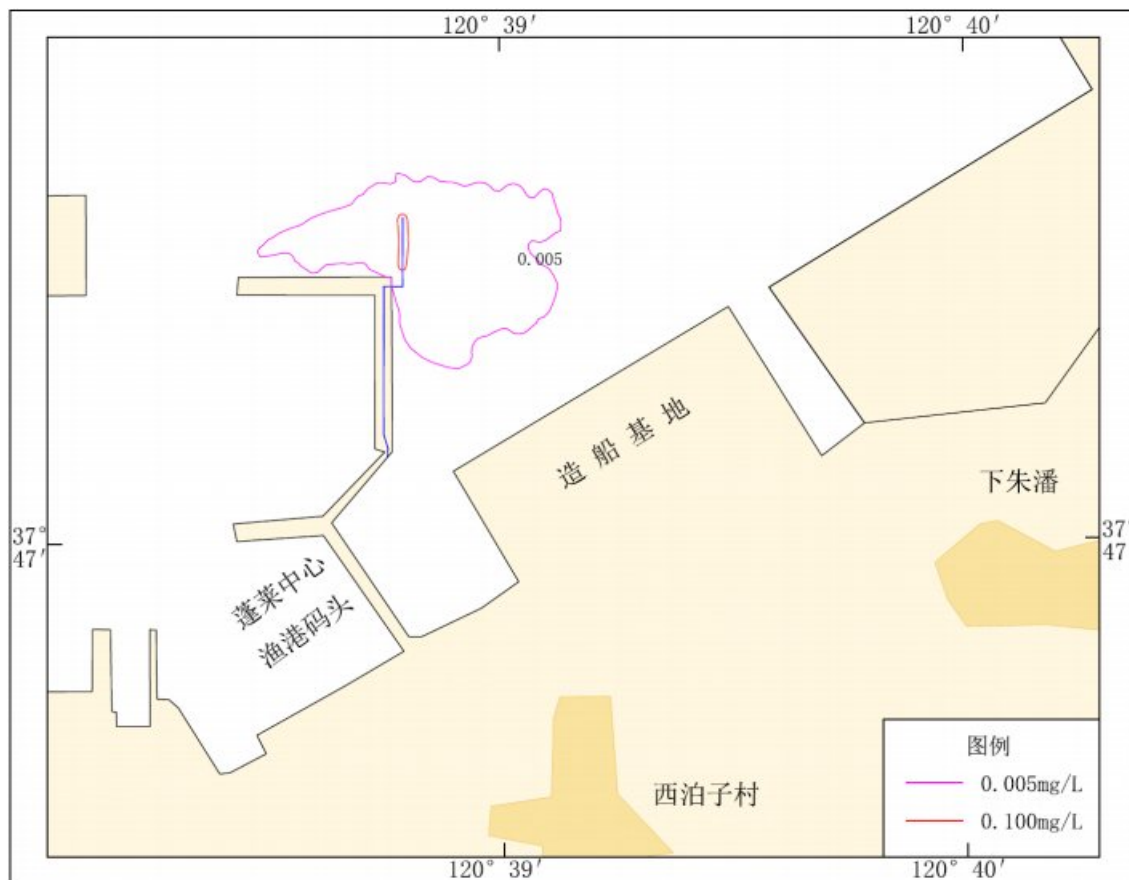 120° 39′
120° 40′
0.005
造船基地
下朱潘
37°
47′
37°
47′
蓬莱中心
渔港码头
图例
0.005mg/L
0.100mg/L
西泊子村
120° 39′
120° 40′